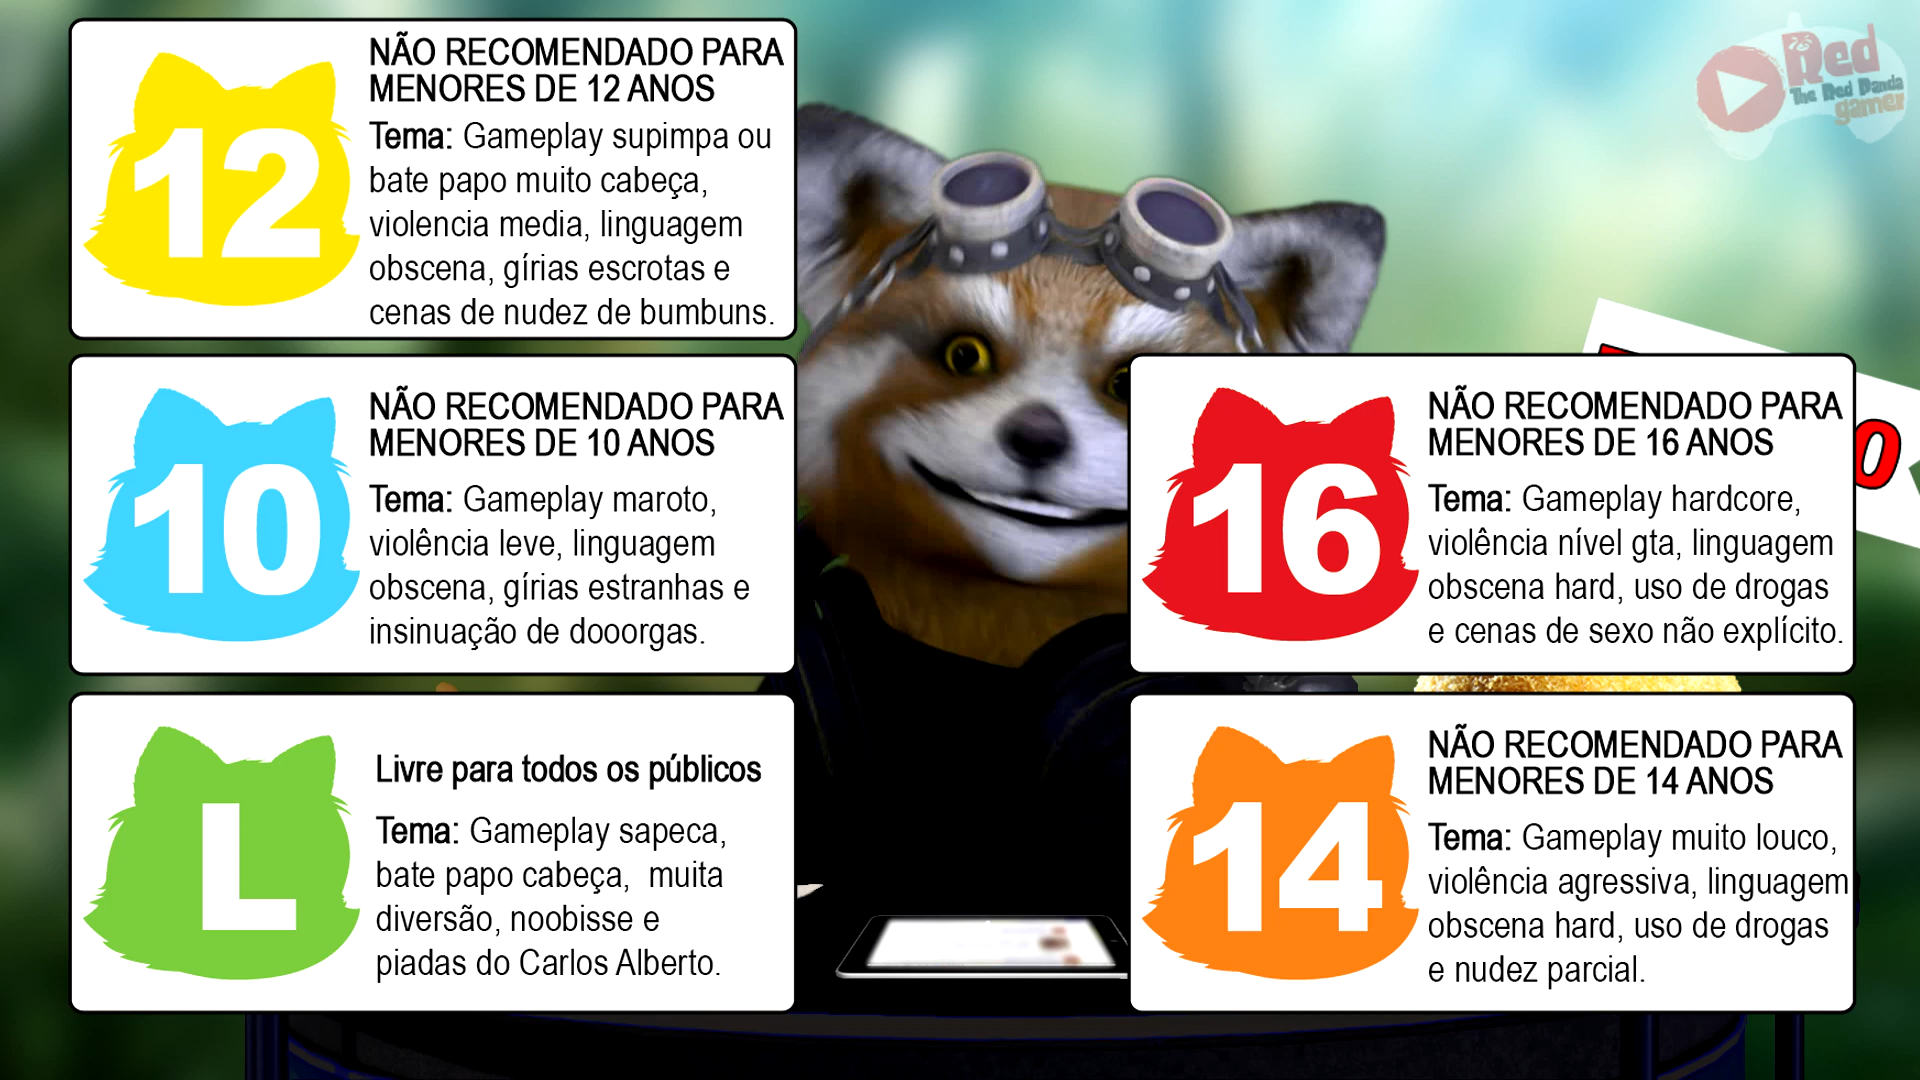 12
NÃO RECOMENDADO PARA
MENORES DE 12 ANOS
Tema: Gameplay supimpa ou
bate papo muito cabeça,
violencia media, linguagem
obscena, gírias escrotas e
cenas de nudez de bumbuns.
10
NÃO RECOMENDADO PARA
MENORES DE 10 ANOS
Tema: Gameplay maroto,
violência leve, linguagem
obscena, gírias estranhas e
insinuação de dooorgas.
L
Livre para todos os públicos
Tema: Gameplay sapeca,
bate papo cabeça,  muita
diversão, noobisse e
piadas do Carlos Alberto.
Red
The Red Panda
gamer
16
NÃO RECOMENDADO PARA
MENORES DE 16 ANOS
Tema: Gameplay hardcore,
violência nível gta, linguagem
obscena hard, uso de drogas
e cenas de sexo não explícito.
14
NÃO RECOMENDADO PARA
MENORES DE 14 ANOS
Tema: Gameplay muito louco,
violência agressiva, linguagem
obscena hard, uso de drogas
e nudez parcial.